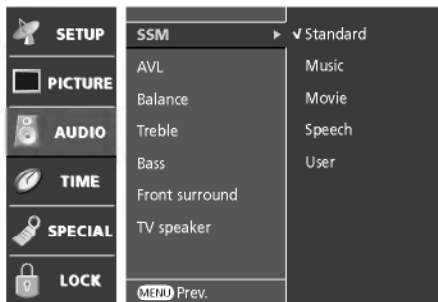 SETUP
PICTURE
AUDIO
TIME
SPECIAL
LOCK
SSM
AVL
Balance
Treble
Bass
Front surround
TV speaker
MENU Prev.
Standard
Music
Movie
Speech
User